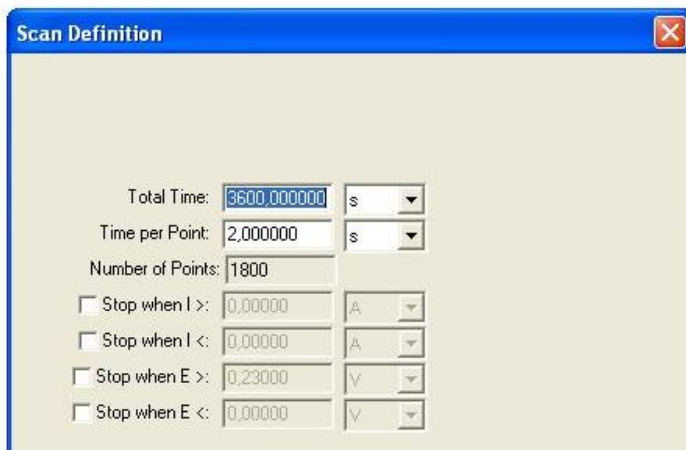 Scan Definition
Total Time: 3600,000000 s
Time per Point: 2,000000 s
Number of Points: 1800
Stop when I >: 0,00000 A
Stop when I <: 0,00000 A
Stop when E >: 0,23000 V
Stop when E <: 0,00000 V